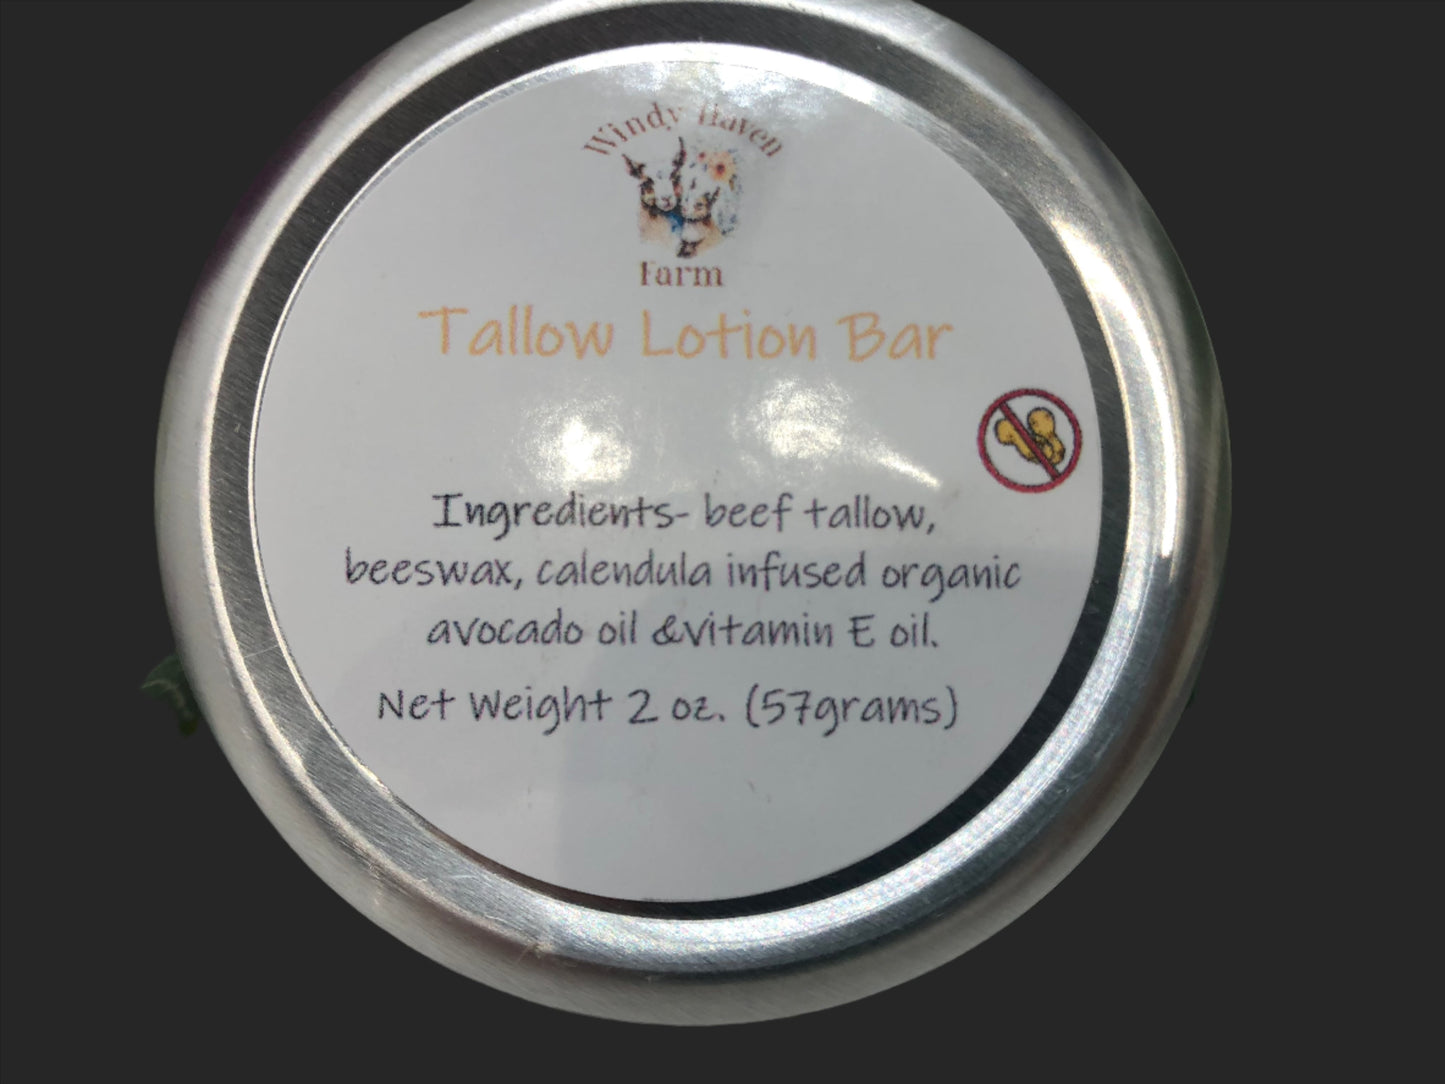 Windy Haven
Farm
Tallow Lotion Bar
Ingredients- beef tallow,
beeswax, calendula infused organic
avocado oil &vitamin E oil.
Net Weight 2 oz. (57grams)